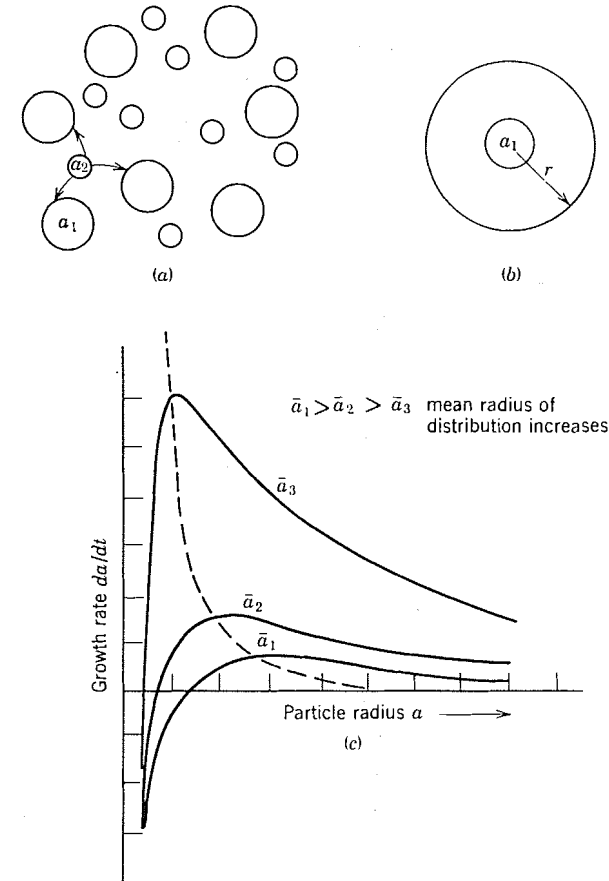 a₂
a₁
(a)
a₁
r
(b)
ā₁ > ā₂ > ā₃ mean radius of
distribution increases
ā₃
ā₂
ā₁
Growth rate da/dt
Particle radius a
(c)